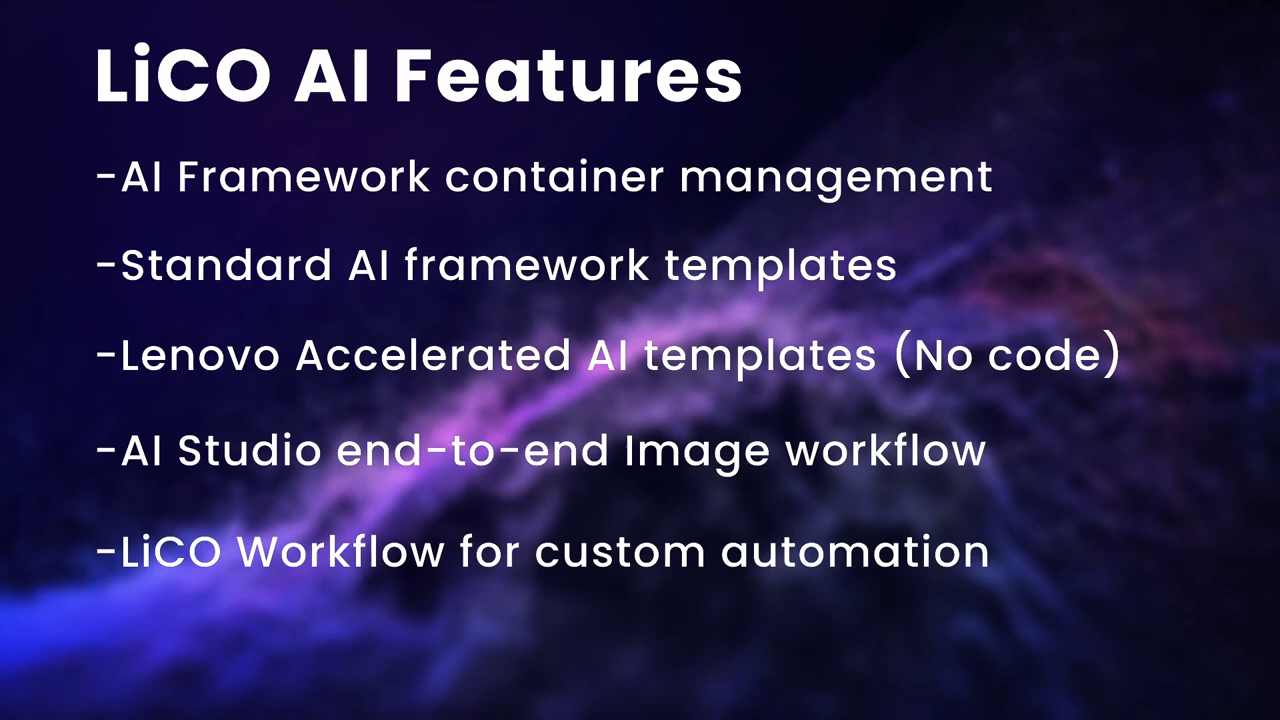 LiCO AI Features
-AI Framework container management
-Standard AI framework templates
-Lenovo Accelerated AI templates (No code)
-AI Studio end-to-end Image workflow
-LiCO Workflow for custom automation